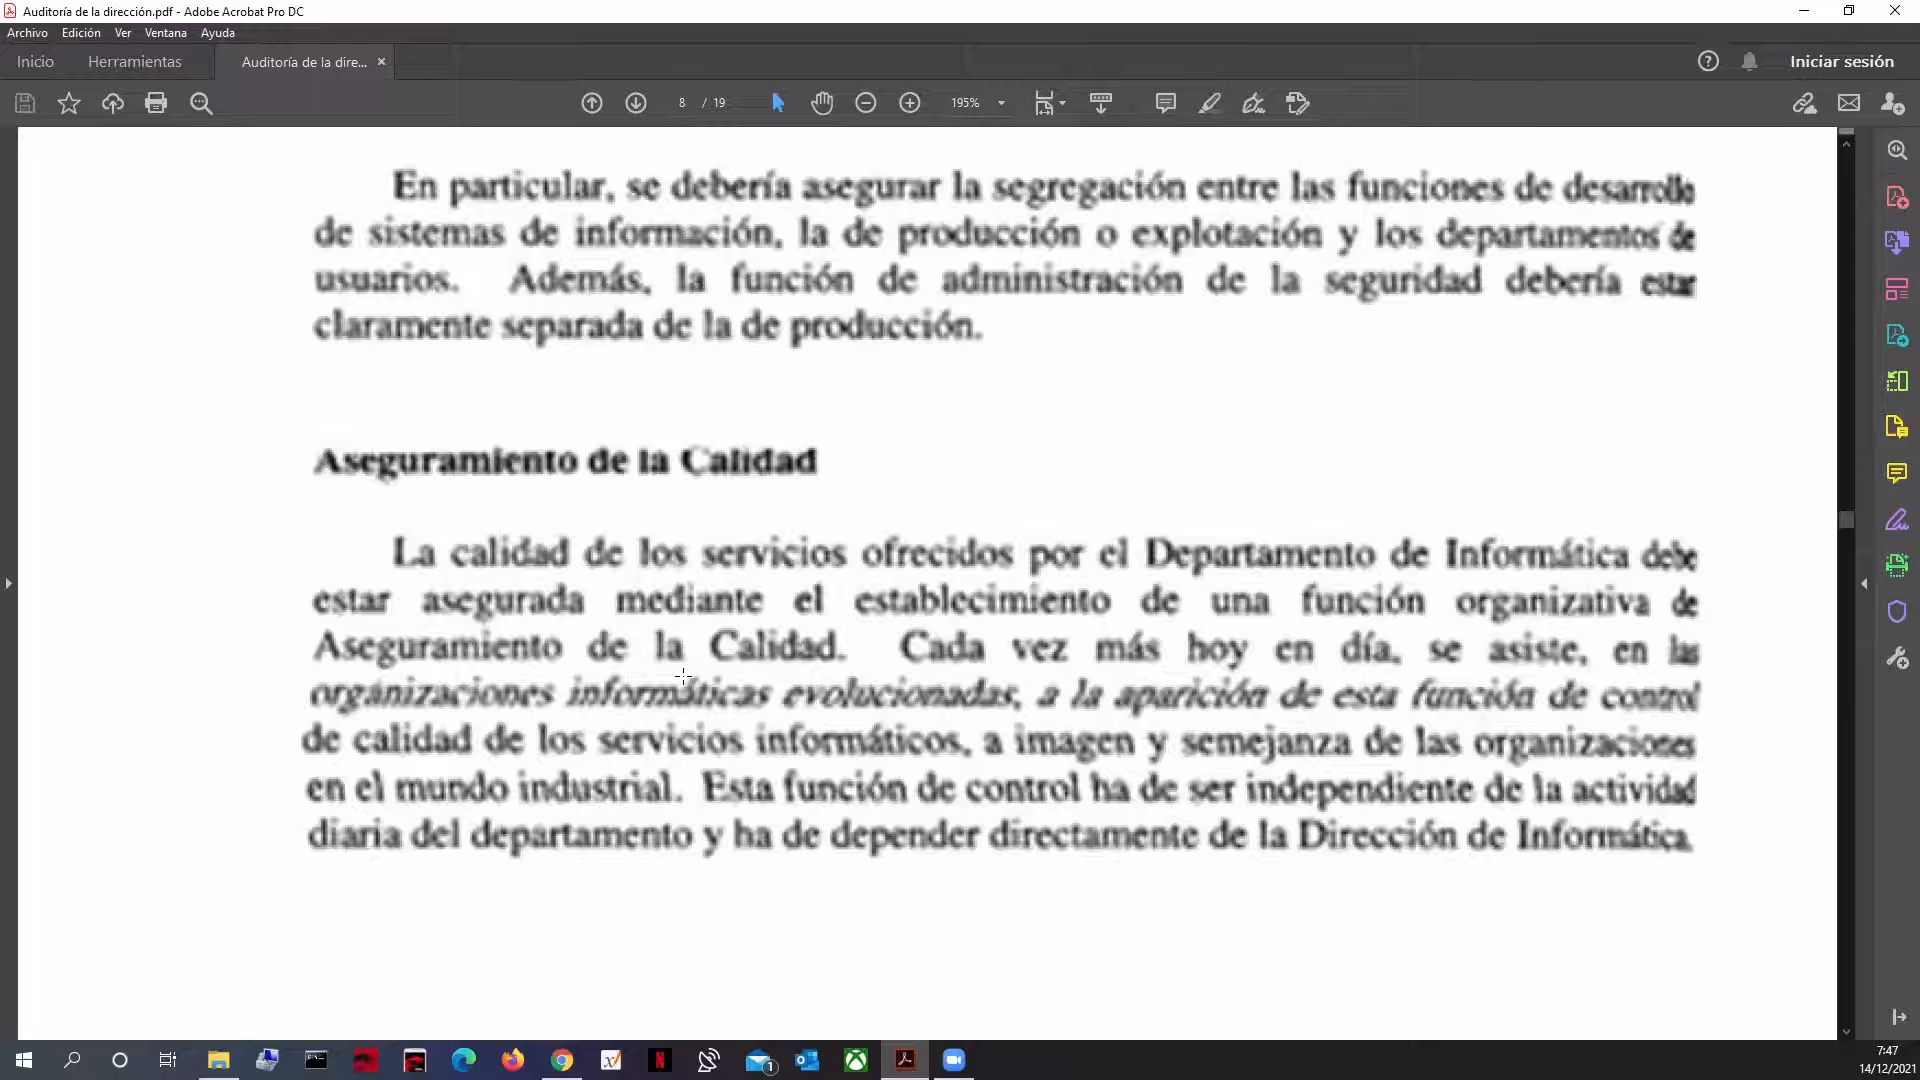 Auditoría de la dirección.pdf - Adobe Acrobat Pro DC
Archivo Edición Ver Ventana Ayuda
Inicio Herramientas Auditoría de la dire... × Iniciar sesión
8 / 19 195%
En particular, se debería asegurar la segregación entre las funciones de desarrollo
de sistemas de información, la de producción o explotación y los departamentos de
usuarios. Además, la función de administración de la seguridad debería estar
claramente separada de la de producción.
Aseguramiento de la Calidad
La calidad de los servicios ofrecidos por el Departamento de Informática debe
estar asegurada mediante el establecimiento de una función organizativa de
Aseguramiento de la Calidad. Cada vez más hoy en día, se asiste, en las
organizaciones informáticas evolucionadas, a la aparición de esta función de control
de calidad de los servicios informáticos, a imagen y semejanza de las organizaciones
en el mundo industrial. Esta función de control ha de ser independiente de la actividad
diaria del departamento y ha de depender directamente de la Dirección de Informática.
1
7:47
14/12/2021